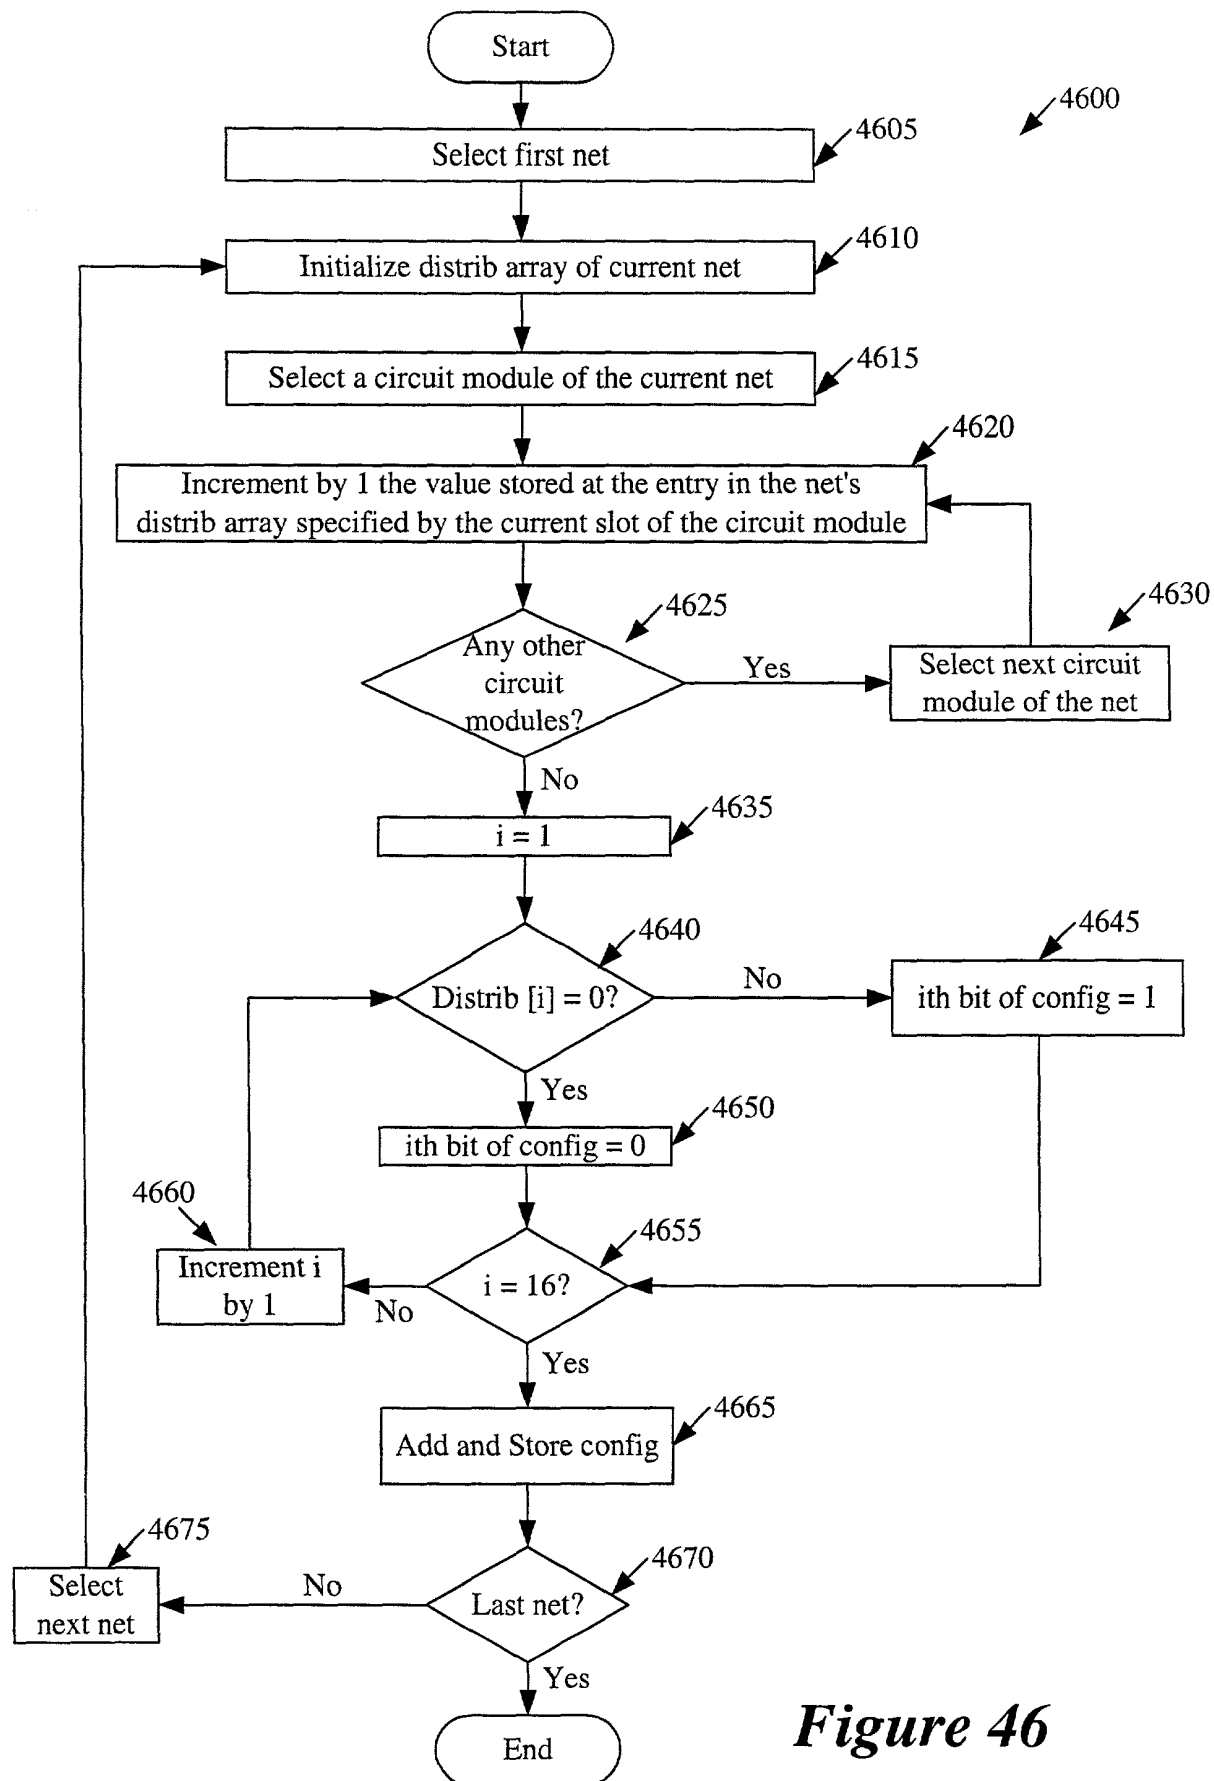 Start
4600
4605
Select first net
4610
Initialize distrib array of current net
4615
Select a circuit module of the current net
4620
Increment by 1 the value stored at the entry in the net's
distrib array specified by the current slot of the circuit module
4625
4630
Any other
circuit
modules?
Yes
Select next circuit
module of the net
No
4635
i = 1
4640
4645
Distrib [i] = 0?
No
ith bit of config = 1
Yes
4650
ith bit of config = 0
4660
4655
Increment i
by 1
i = 16?
No
Yes
4665
Add and Store config
4675
4670
Select
next net
No
Last net?
Yes
End
Figure 46